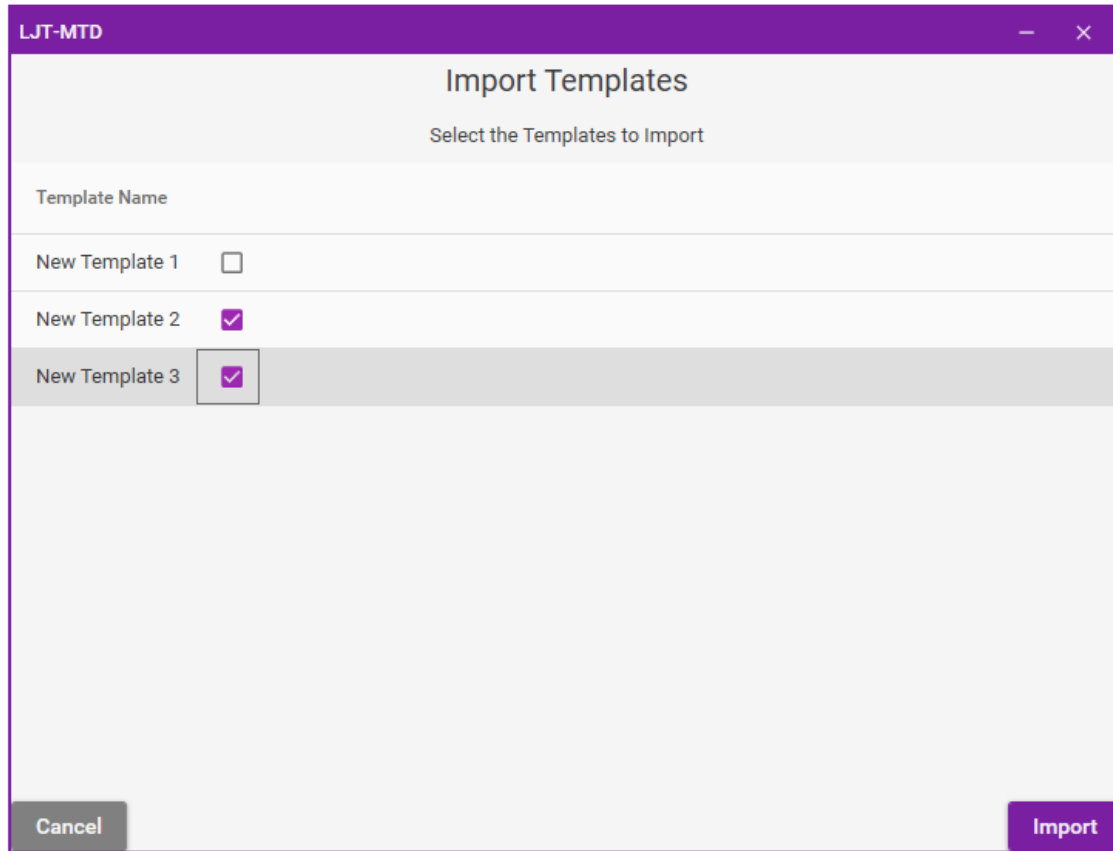 LJT-MTD
Import Templates
Select the Templates to Import
Template Name
New Template 1
New Template 2
New Template 3
Cancel Import